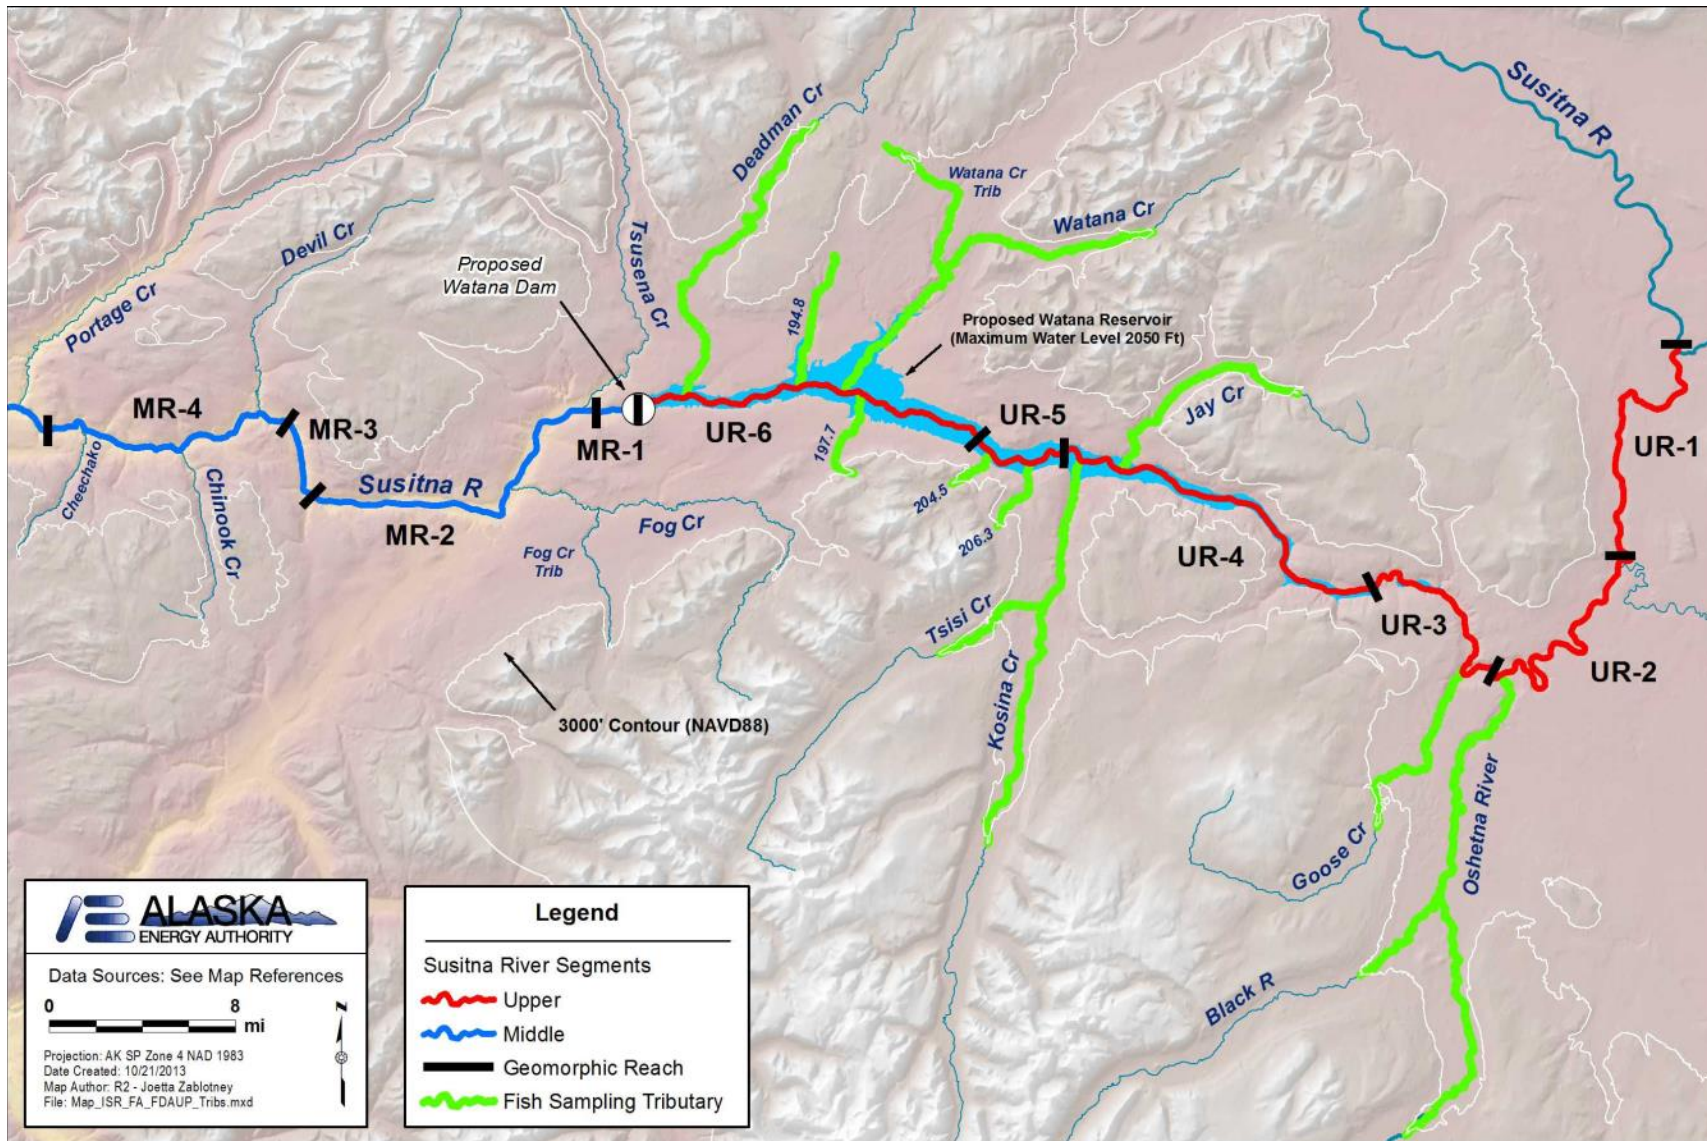 Susitna R
Deadman Cr
Watana Cr
Trib
Watana Cr
Devil Cr
Tsusena Cr
Proposed
Watana Dam
Portage Cr
194.8
Proposed Watana Reservoir
(Maximum Water Level 2050 Ft)
MR-4
MR-3
MR-1
UR-6
UR-5
Jay Cr
UR-1
197.7
Cheechako
Chinook Cr
Susitna R
MR-2
204.5
206.3
Fog Cr
Fog Cr
Trib
UR-4
Tsisi Cr
UR-3
UR-2
Kosina Cr
3000' Contour (NAVD88)
Goose Cr
Oshetna River
Black R
ALASKA
ENERGY AUTHORITY
Data Sources: See Map References
0 8
mi
N
Projection: AK SP Zone 4 NAD 1983
Date Created: 10/21/2013
Map Author: R2 - Joetta Zablotney
File: Map_ISR_FA_FDAUP_Tribs.mxd
Legend
Susitna River Segments
Upper
Middle
Geomorphic Reach
Fish Sampling Tributary